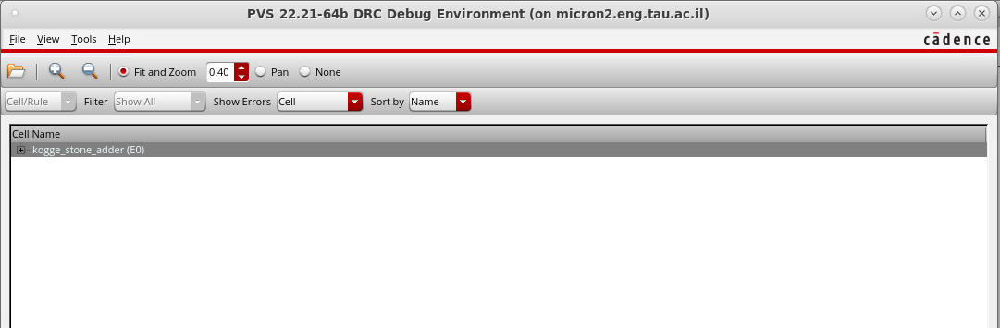 PVS 22.21-64b DRC Debug Environment (on micron2.eng.tau.ac.il)
File View Tools Help
cādence
Fit and Zoom 0.40 Pan None
Cell/Rule Filter Show All Show Errors Cell Sort by Name
Cell Name
kogge_stone_adder (E0)